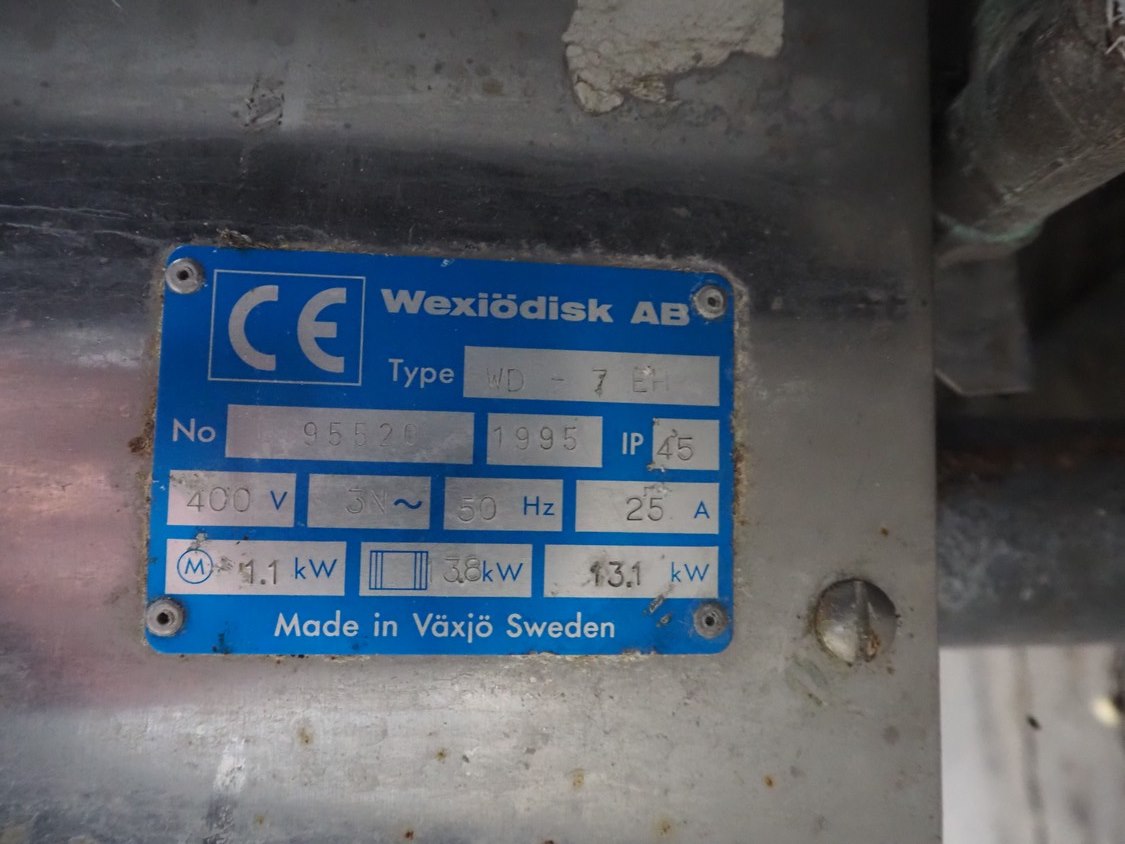 CE Wexiödisk AB
Type WD - 7 EH
No 95520 1995 IP 45
400 V 3N~ 50 Hz 25 A
M 1.1 kW 3.8 kW 13.1 kW
Made in Växjö Sweden